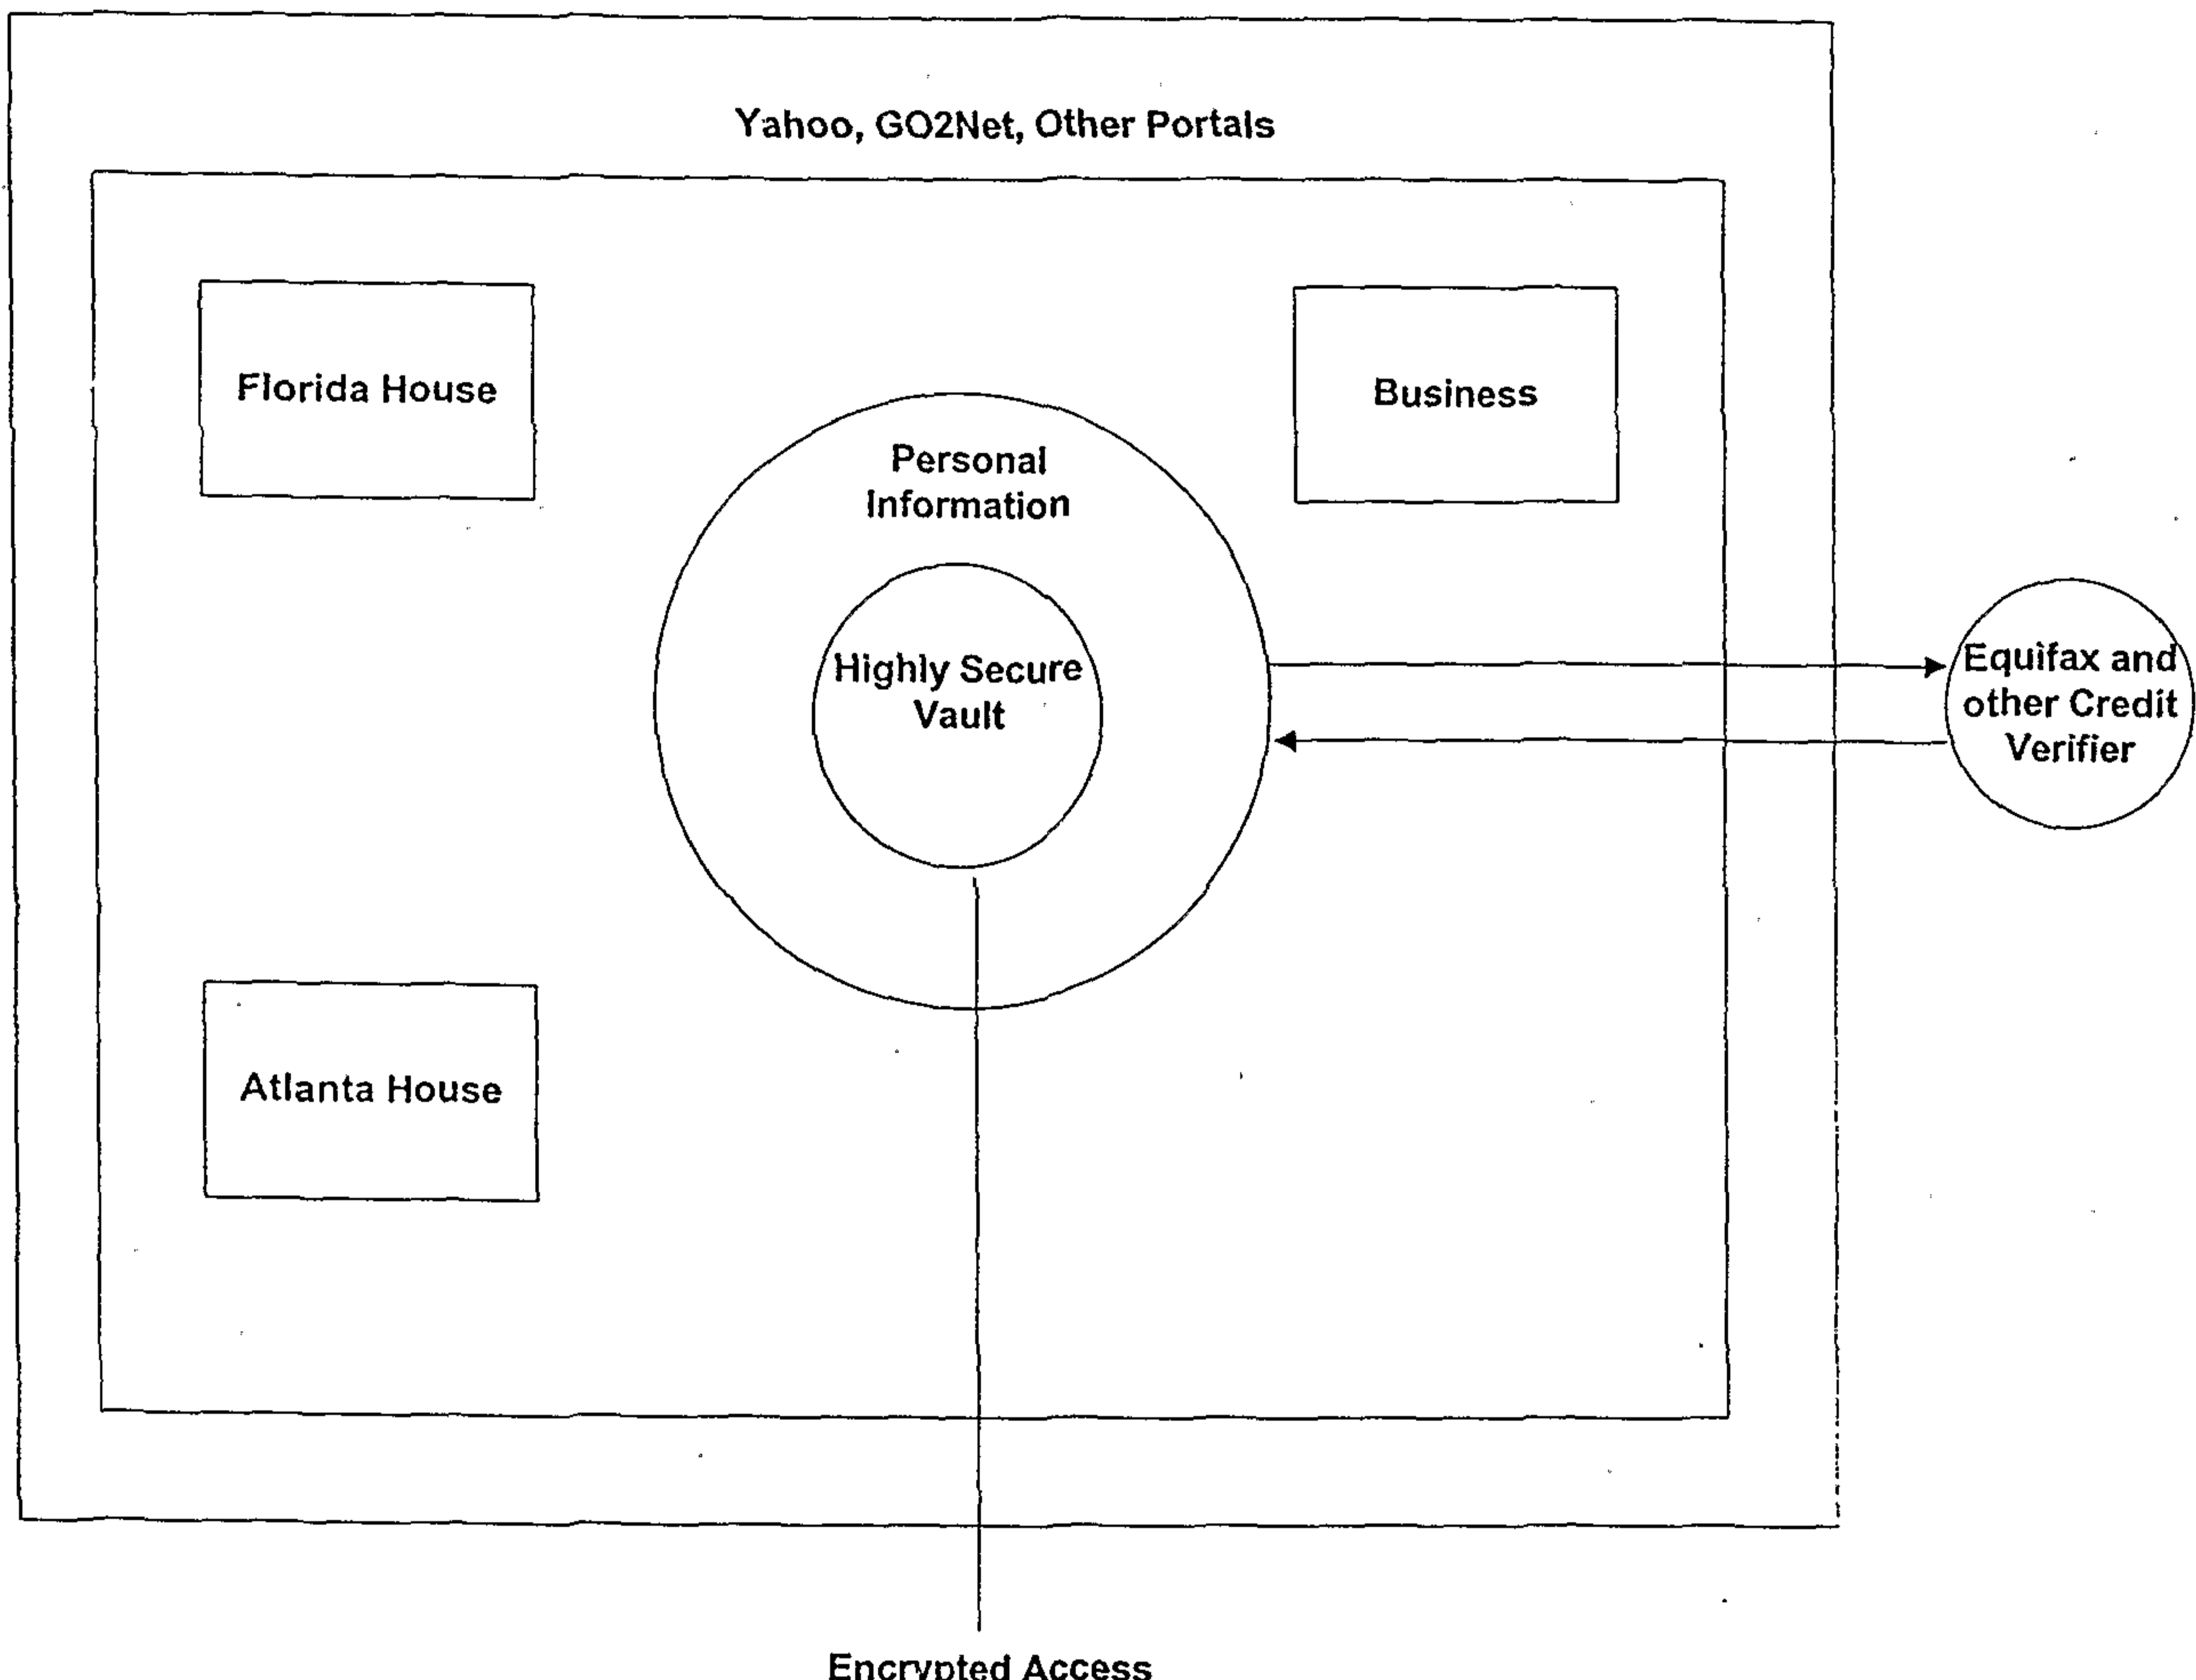 Yahoo, GO2Net, Other Portals
Florida House
Business
Personal
Information
Highly Secure
Vault
Equifax and
other Credit
Verifier
Atlanta House
Encrypted Access